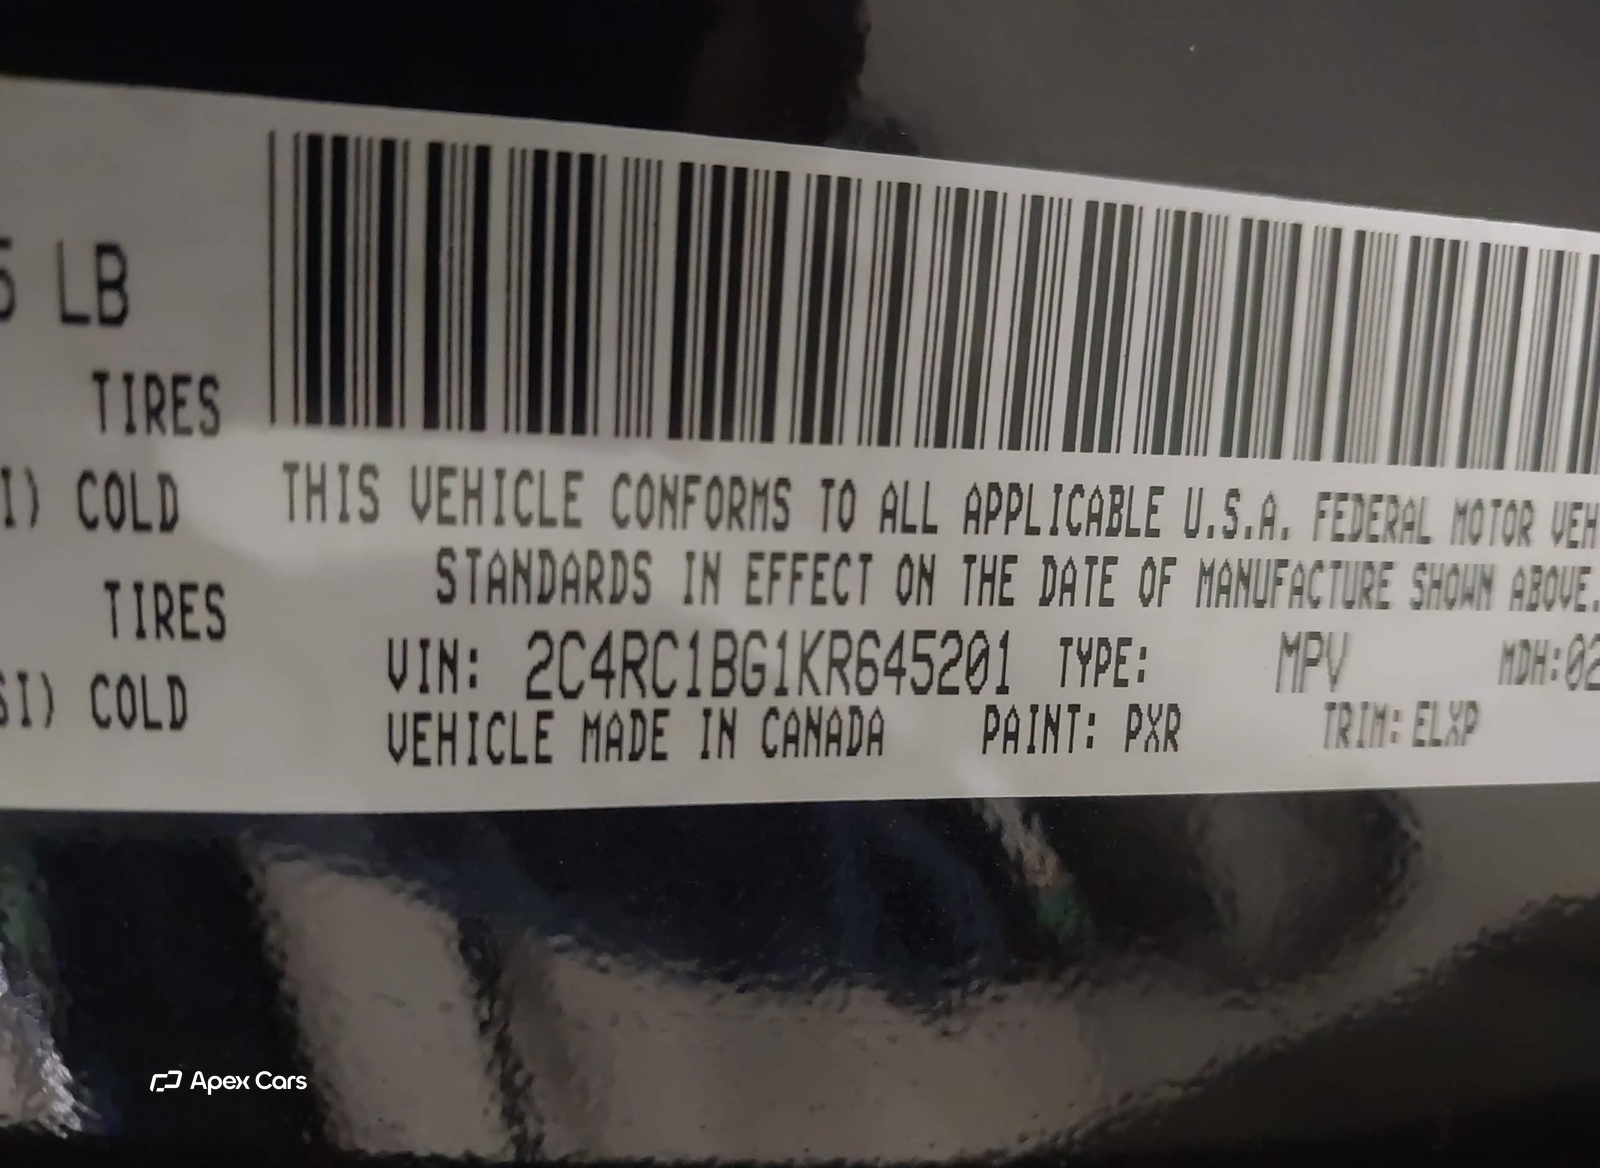 5 LB
TIRES
I) COLD
TIRES
SI) COLD
THIS VEHICLE CONFORMS TO ALL APPLICABLE U.S.A. FEDERAL MOTOR VEH
STANDARDS IN EFFECT ON THE DATE OF MANUFACTURE SHOWN ABOVE.
VIN: 2C4RC1BG1KR645201 TYPE: MPV MDH:02
VEHICLE MADE IN CANADA PAINT: PXR TRIM: ELXP
Apex Cars